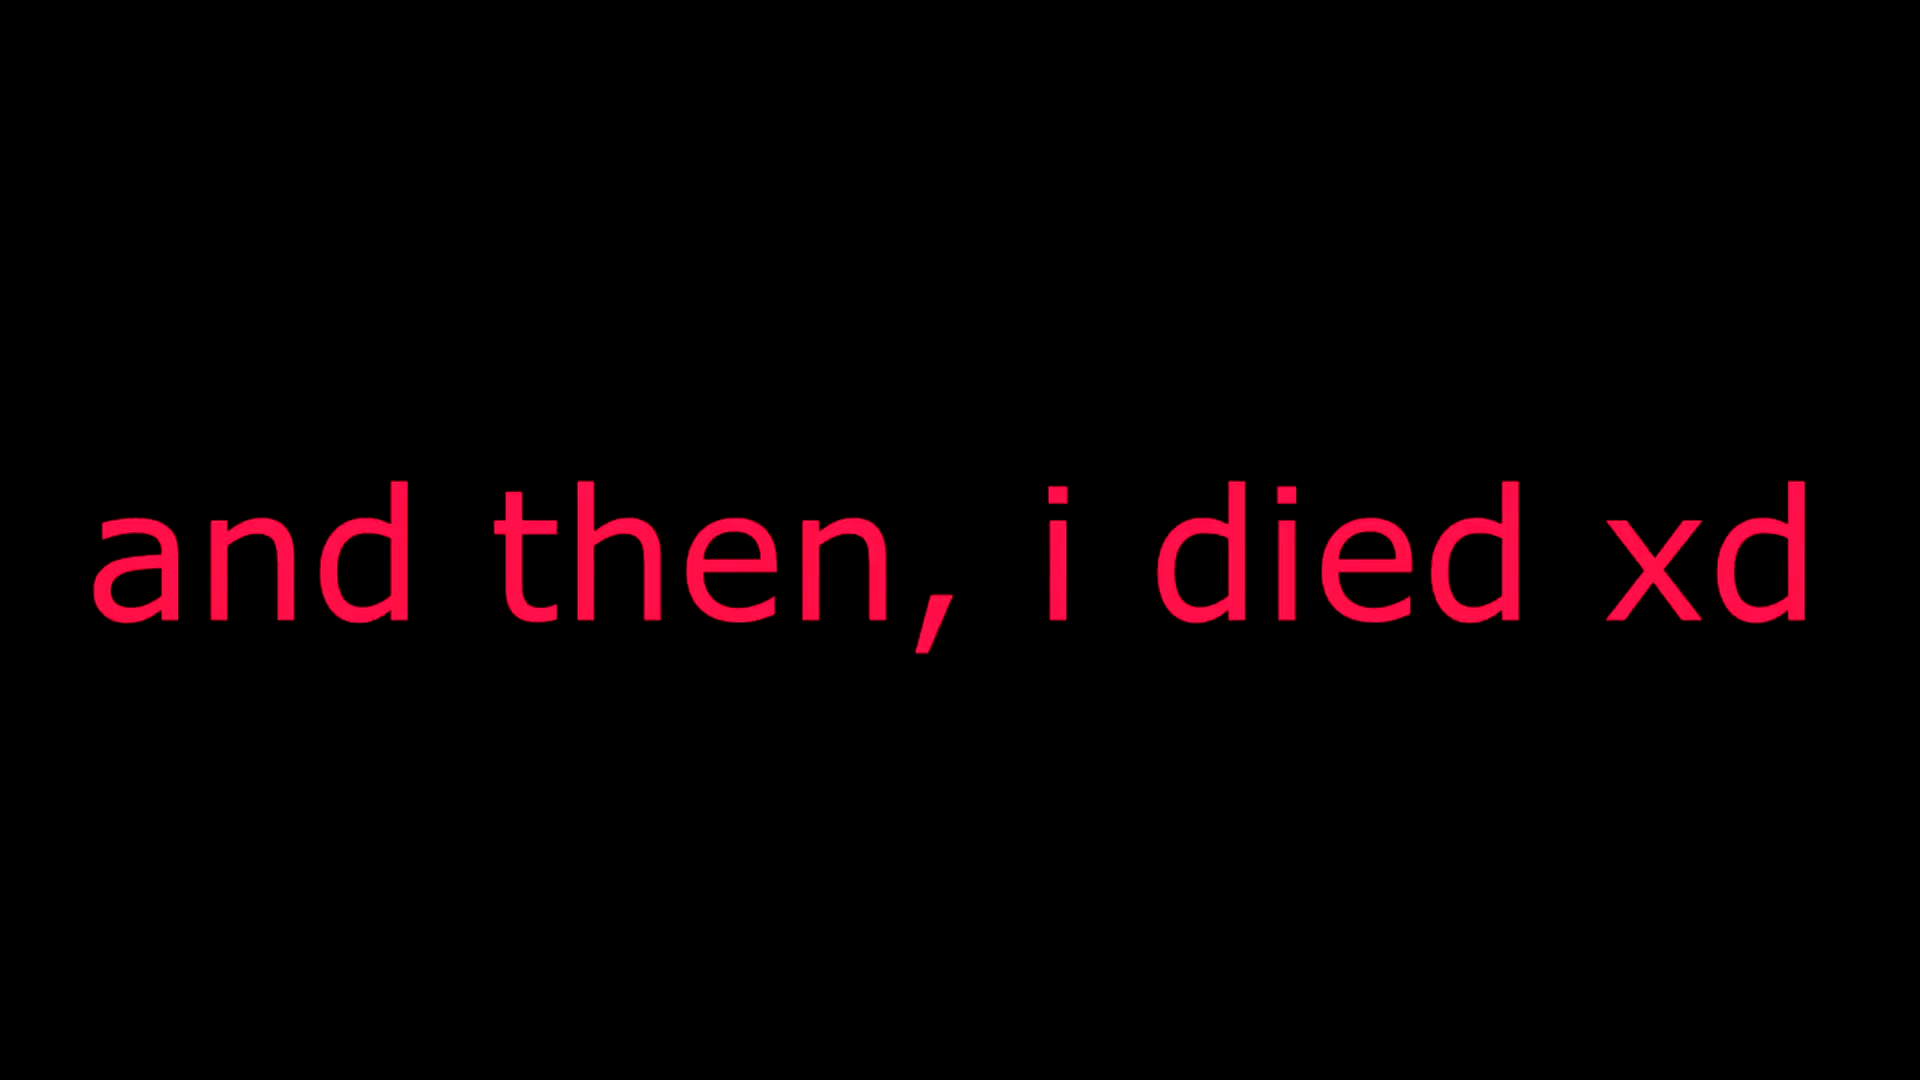 and then, i died xd